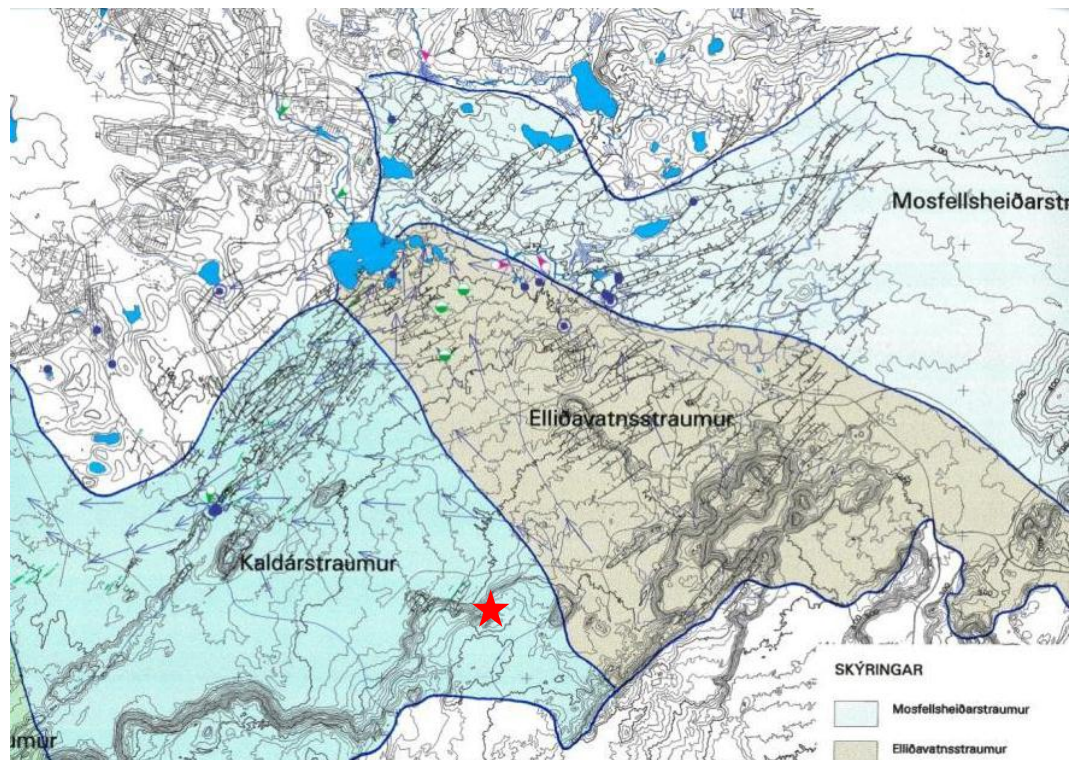 Mosfellsheiðarstr
Elliðavatnsstraumur
Kaldárstraumur
umur
SKÝRINGAR
Mosfellsheiðarstraumur
Elliðavatnsstraumur